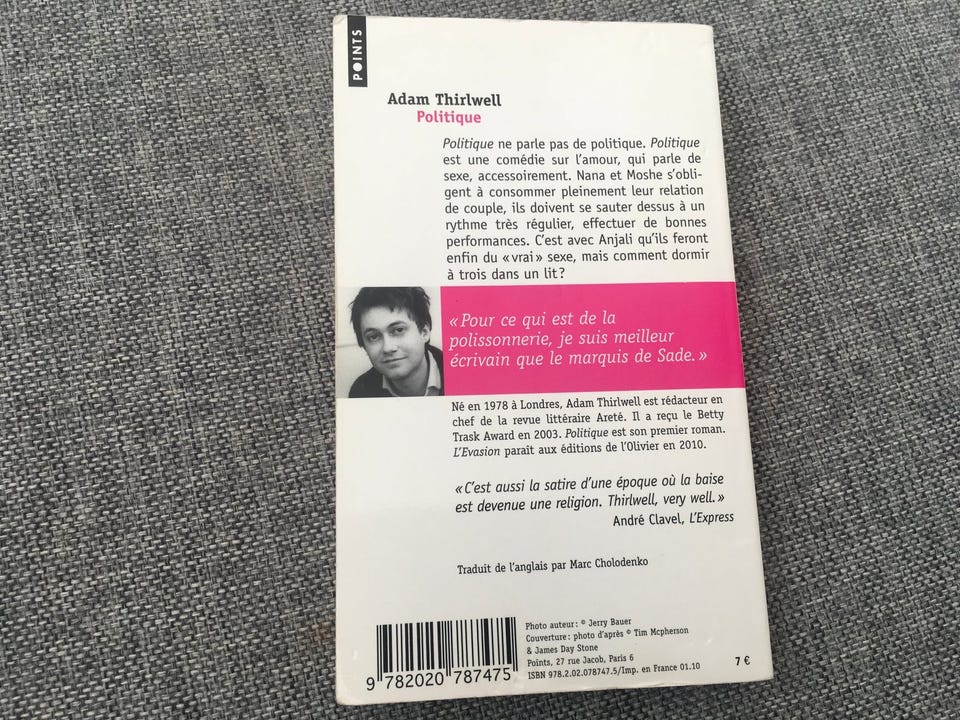 POINTS
Adam Thirlwell
Politique
Politique ne parle pas de politique. Politique
est une comédie sur l'amour, qui parle de
sexe, accessoirement. Nana et Moshe s'obli-
gent à consommer pleinement leur relation
de couple, ils doivent se sauter dessus à un
rythme très régulier, effectuer de bonnes
performances. C'est avec Anjali qu'ils feront
enfin du «vrai» sexe, mais comment dormir
à trois dans un lit?
«Pour ce qui est de la
polissonnerie, je suis meilleur
écrivain que le marquis de Sade.»
Né en 1978 à Londres, Adam Thirlwell est rédacteur en
chef de la revue littéraire Areté. Il a reçu le Betty
Trask Award en 2003. Politique est son premier roman.
L'Evasion paraît aux éditions de l'Olivier en 2010.
«C'est aussi la satire d'une époque où la baise
est devenue une religion. Thirlwell, very well.»
André Clavel, L'Express
Traduit de l'anglais par Marc Cholodenko
Photo auteur: © Jerry Bauer
Couverture: photo d'après © Tim Mcpherson
& James Day Stone
Points, 27 rue Jacob, Paris 6
ISBN 978.2.02.078747.5/Imp. en France 01.10
7 €
9 782020 787475